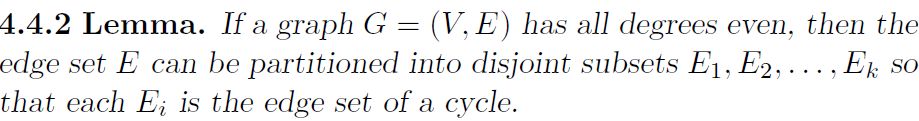 4.4.2 Lemma. If a graph G = (V, E) has all degrees even, then the
edge set E can be partitioned into disjoint subsets E₁, E₂, . . . , Eₖ so
that each Eᵢ is the edge set of a cycle.